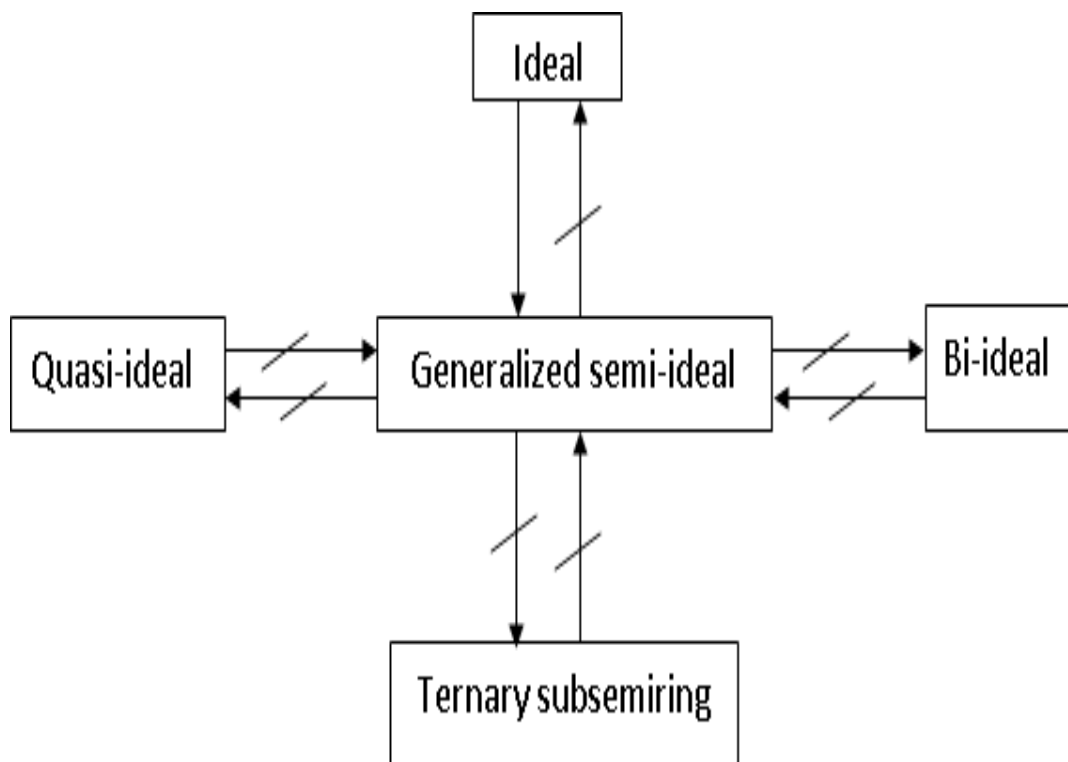 Ideal
Quasi-ideal
Generalized semi-ideal
Bi-ideal
Ternary subsemiring